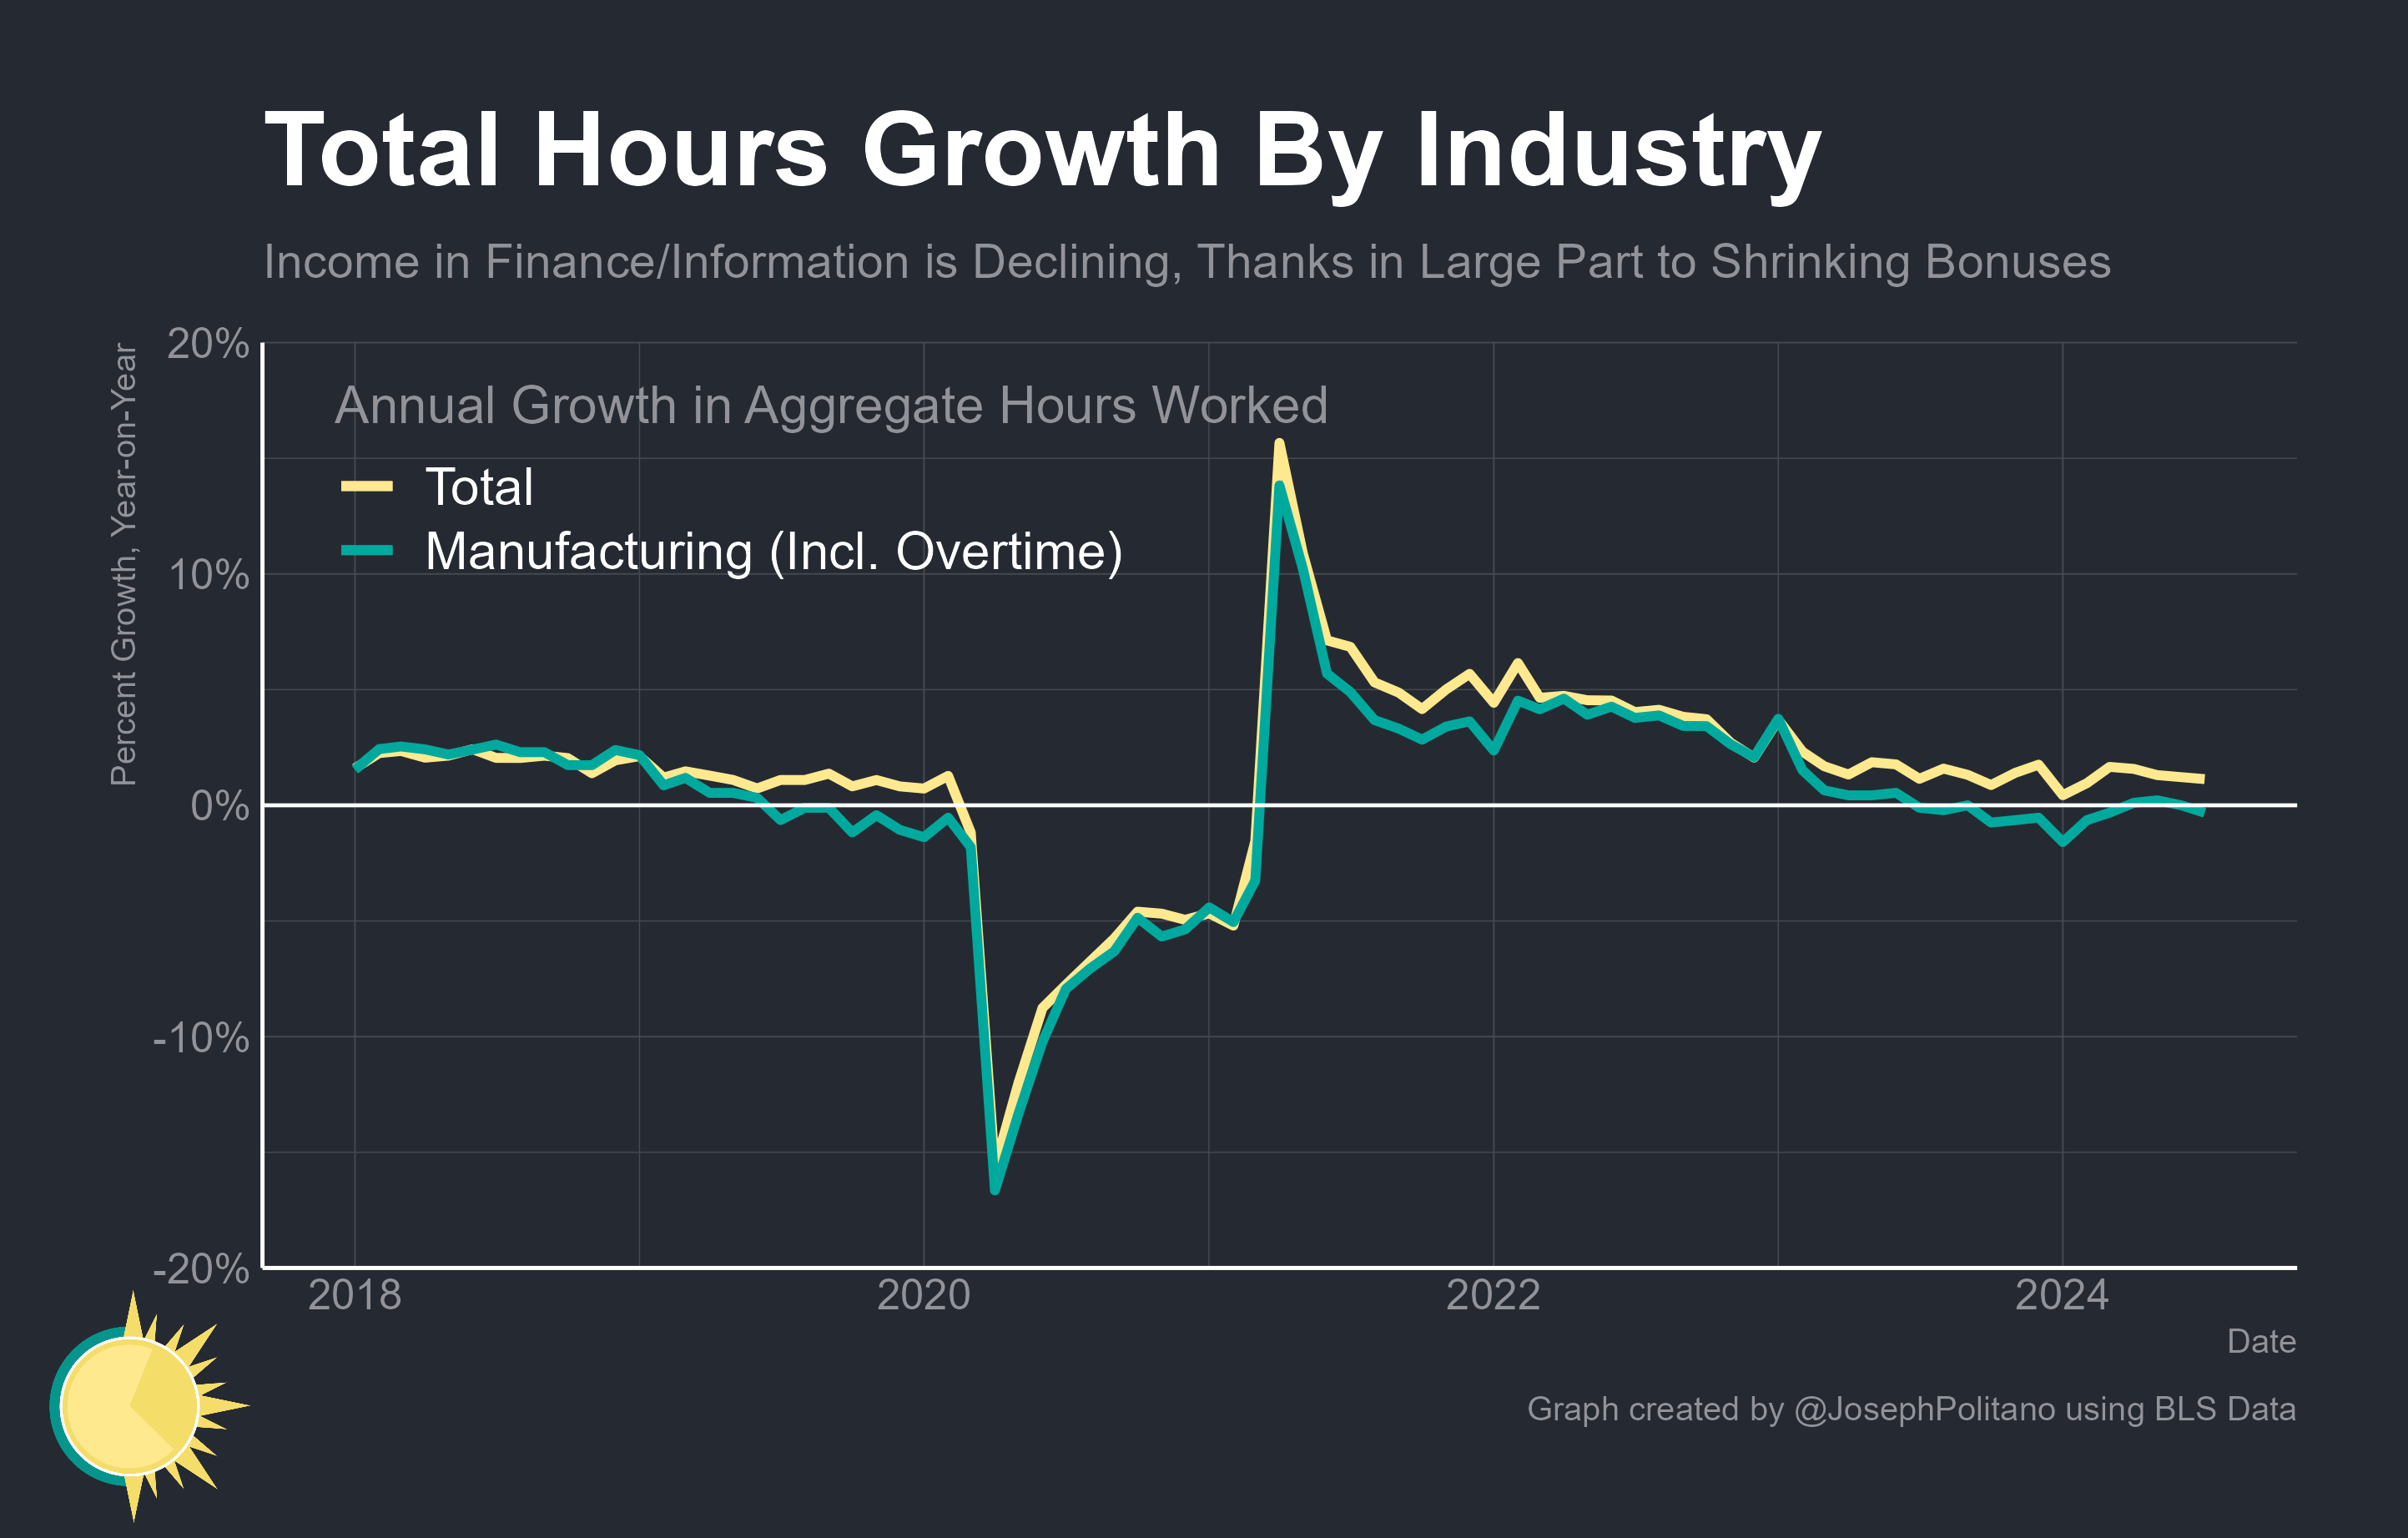 Total Hours Growth By Industry
Income in Finance/Information is Declining, Thanks in Large Part to Shrinking Bonuses
Percent Growth, Year-on-Year
20%
10%
0%
-10%
-20%
Annual Growth in Aggregate Hours Worked
Total
Manufacturing (Incl. Overtime)
2018 2020 2022 2024
Date
Graph created by @JosephPolitano using BLS Data